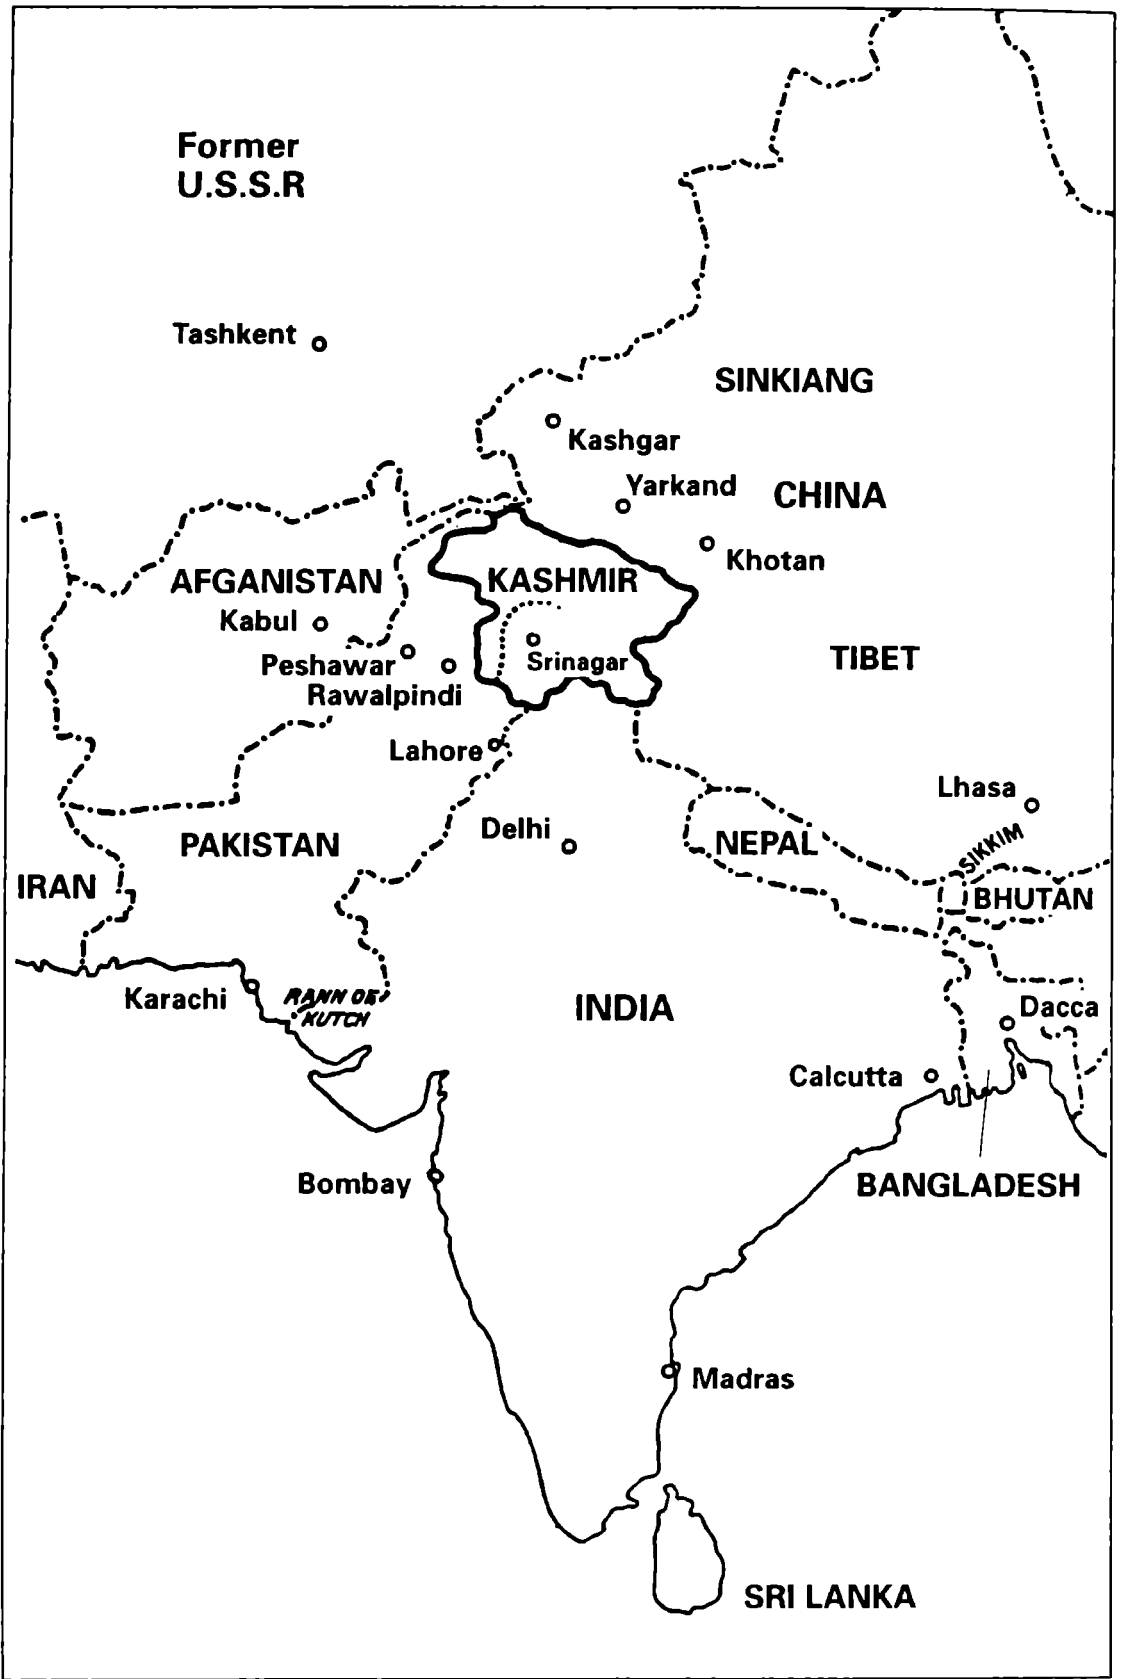 Former
U.S.S.R
Tashkent
SINKIANG
Kashgar
Yarkand
CHINA
Khotan
AFGANISTAN
KASHMIR
Kabul
Peshawar
Srinagar
TIBET
Rawalpindi
Lahore
Lhasa
Delhi
SIKKIM
PAKISTAN
NEPAL
IRAN
BHUTAN
Karachi
RANN OF
KUTCH
INDIA
Dacca
Calcutta
Bombay
BANGLADESH
Madras
SRI LANKA